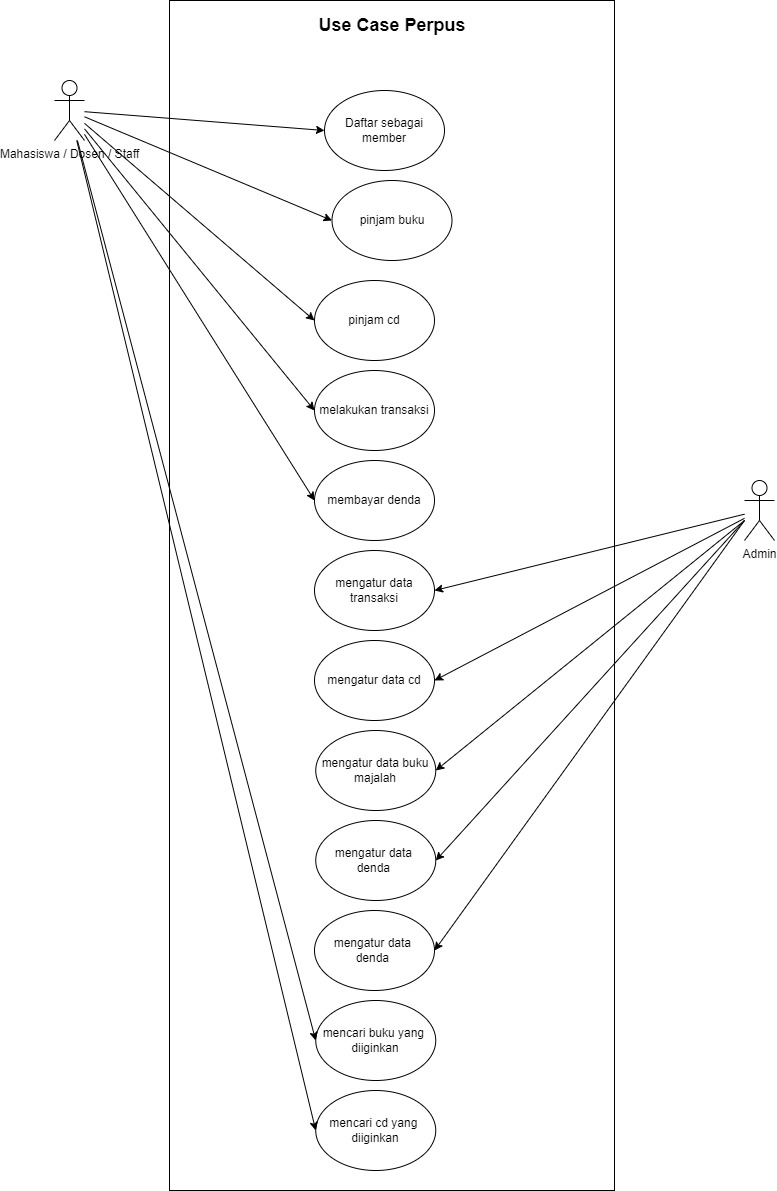 Use Case Perpus
Mahasiswa / Dosen / Staff
Daftar sebagai
member
pinjam buku
pinjam cd
melakukan transaksi
membayar denda
Admin
mengatur data
transaksi
mengatur data cd
mengatur data buku
majalah
mengatur data
denda
mengatur data
denda
mencari buku yang
diiginkan
mencari cd yang
diiginkan